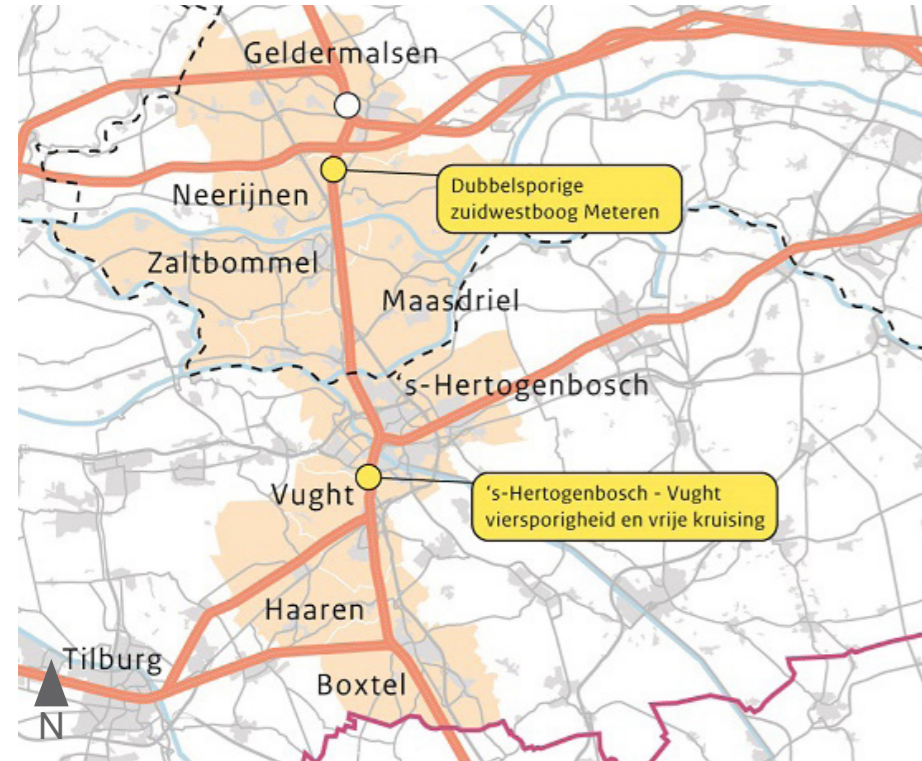 Geldermalsen
Neerijnen
Dubbelsporige
zuidwestboog Meteren
Zaltbommel
Maasdriel
‘s-Hertogenbosch
Vught
‘s-Hertogenbosch - Vught
viersporigheid en vrije kruising
Haaren
Tilburg
Boxtel
N